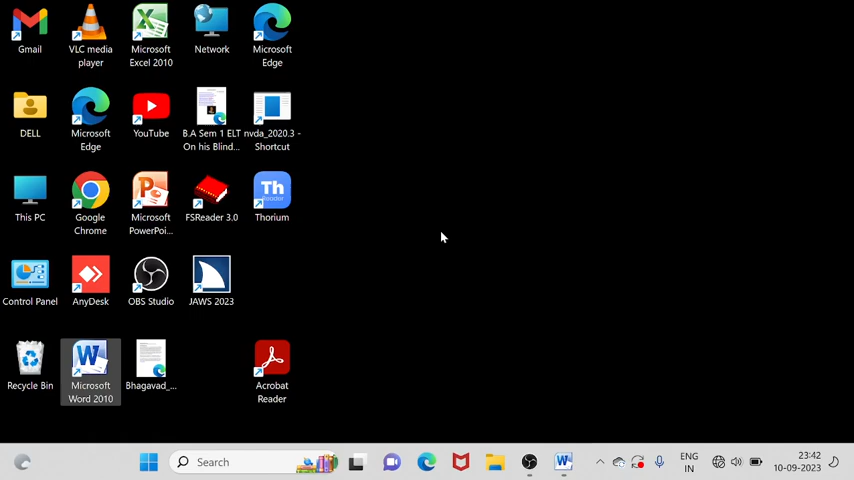 Gmail
VLC media player
Microsoft Excel 2010
Network
Microsoft Edge
DELL
Microsoft Edge
YouTube
B.A Sem 1 ELT On his Blind...
nvda_2020.3 - Shortcut
This PC
Google Chrome
Microsoft PowerPoi...
FSReader 3.0
Th
Reader
Thorium
Control Panel
AnyDesk
OBS Studio
JAWS 2023
Recycle Bin
Microsoft Word 2010
Bhagavad_...
Acrobat Reader
Search
ENG
IN
23:42
10-09-2023